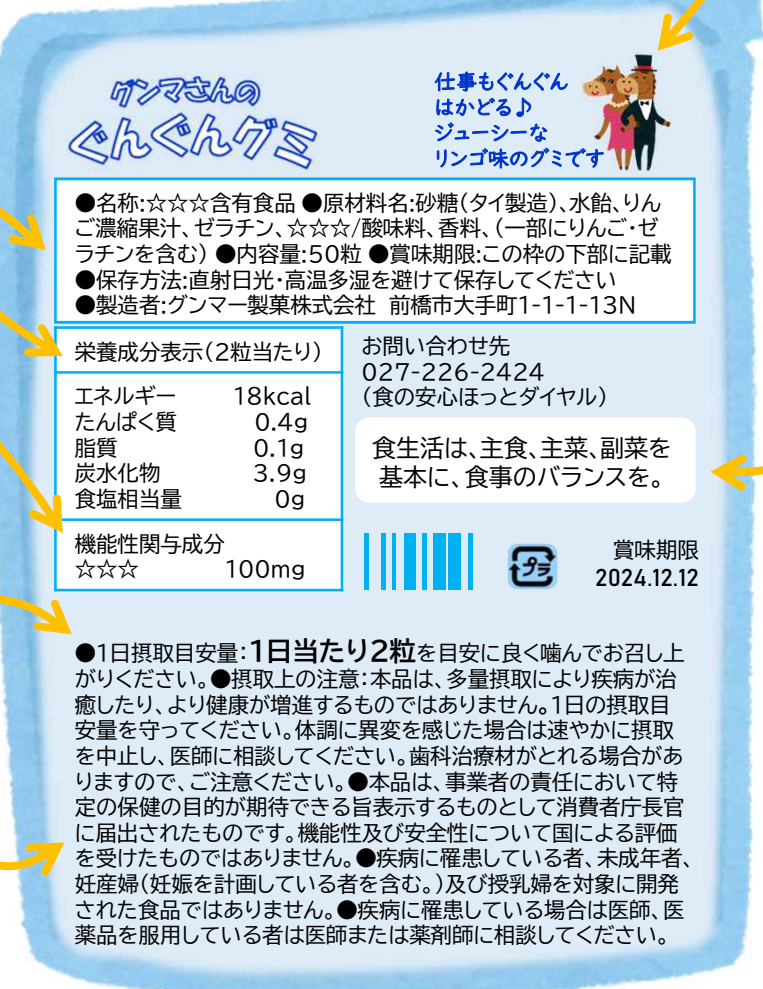 グンマさんの
ぐんぐんグミ
仕事もぐんぐん
はかどる♪
ジューシーな
リンゴ味のグミです
●名称:☆☆☆含有食品 ●原材料名:砂糖(タイ製造)、水飴、りん
ご濃縮果汁、ゼラチン、☆☆☆/酸味料、香料、(一部にりんご・ゼ
ラチンを含む) ●内容量:50粒 ●賞味期限:この枠の下部に記載
●保存方法:直射日光・高温多湿を避けて保存してください
●製造者:グンマー製菓株式会社 前橋市大手町1-1-1-13N
栄養成分表示(2粒当たり)
エネルギー 18kcal
たんぱく質 0.4g
脂質 0.1g
炭水化物 3.9g
食塩相当量 0g
機能性関与成分
☆☆☆ 100mg
お問い合わせ先
027-226-2424
(食の安心ほっとダイヤル)
食生活は、主食、主菜、副菜を
基本に、食事のバランスを。
プラ
賞味期限
2024.12.12
●1日摂取目安量:1日当たり2粒を目安に良く噛んでお召し上
がりください。●摂取上の注意:本品は、多量摂取により疾病が治
癒したり、より健康が増進するものではありません。1日の摂取目
安量を守ってください。体調に異変を感じた場合は速やかに摂取
を中止し、医師に相談してください。歯科治療材がとれる場合があ
りますので、ご注意ください。●本品は、事業者の責任において特
定の保健の目的が期待できる旨表示するものとして消費者庁長官
に届出されたものです。機能性及び安全性について国による評価
を受けたものではありません。●疾病に罹患している者、未成年者、
妊産婦(妊娠を計画している者を含む。)及び授乳婦を対象に開発
された食品ではありません。●疾病に罹患している場合は医師、医
薬品を服用している者は医師または薬剤師に相談してください。